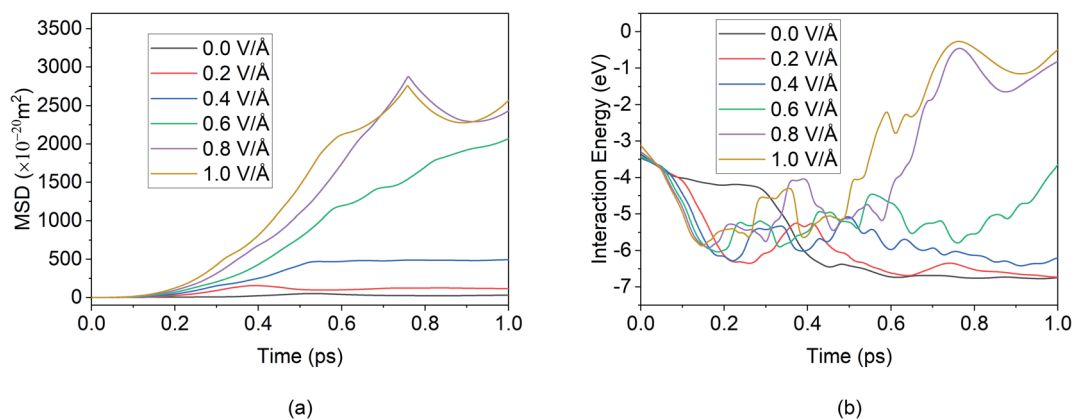 3500
3000
2500
2000
1500
1000
500
0
MSD (×10⁻²⁰m²)
0.0 V/Å
0.2 V/Å
0.4 V/Å
0.6 V/Å
0.8 V/Å
1.0 V/Å
0.0 0.2 0.4 0.6 0.8 1.0
Time (ps)
(a)
0
-1
-2
-3
-4
-5
-6
-7
Interaction Energy (eV)
0.0 V/Å
0.2 V/Å
0.4 V/Å
0.6 V/Å
0.8 V/Å
1.0 V/Å
0.0 0.2 0.4 0.6 0.8 1.0
Time (ps)
(b)